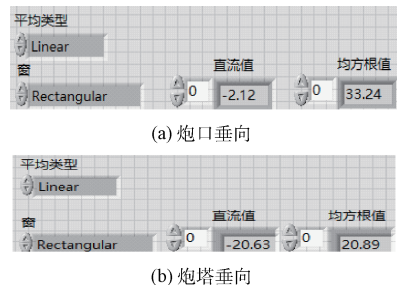 平均类型
Linear
窗 直流值 均方根值
Rectangular 0 -2.12 0 33.24
(a) 炮口垂向
平均类型
Linear
窗 直流值 均方根值
Rectangular 0 -20.63 0 20.89
(b) 炮塔垂向